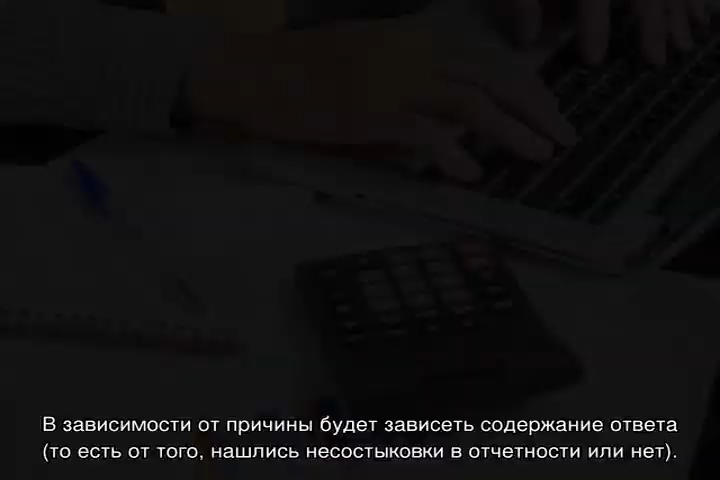 В зависимости от причины будет зависеть содержание ответа
(то есть от того, нашлись несостыковки в отчетности или нет).